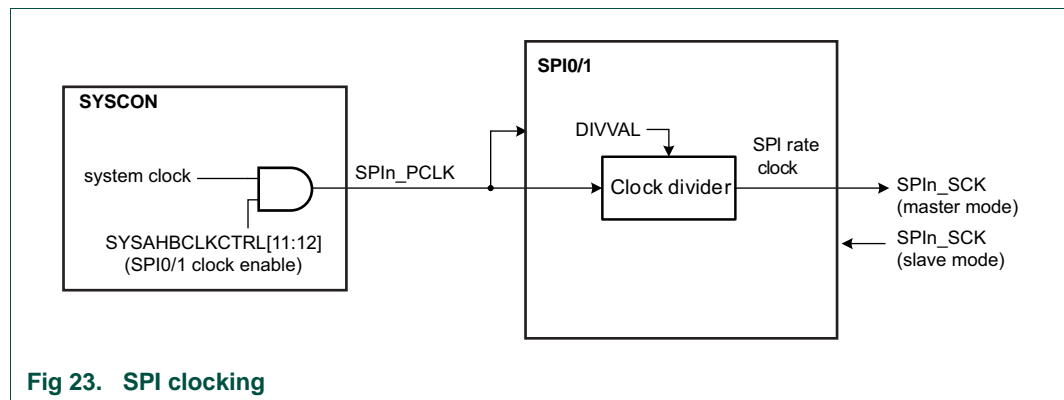 SYSCON
system clock
SYSAHBCLKCTRL[11:12]
(SPI0/1 clock enable)
SPIn_PCLK
SPI0/1
DIVVAL
Clock divider
SPI rate
clock
SPIn_SCK
(master mode)
SPIn_SCK
(slave mode)
Fig 23. SPI clocking